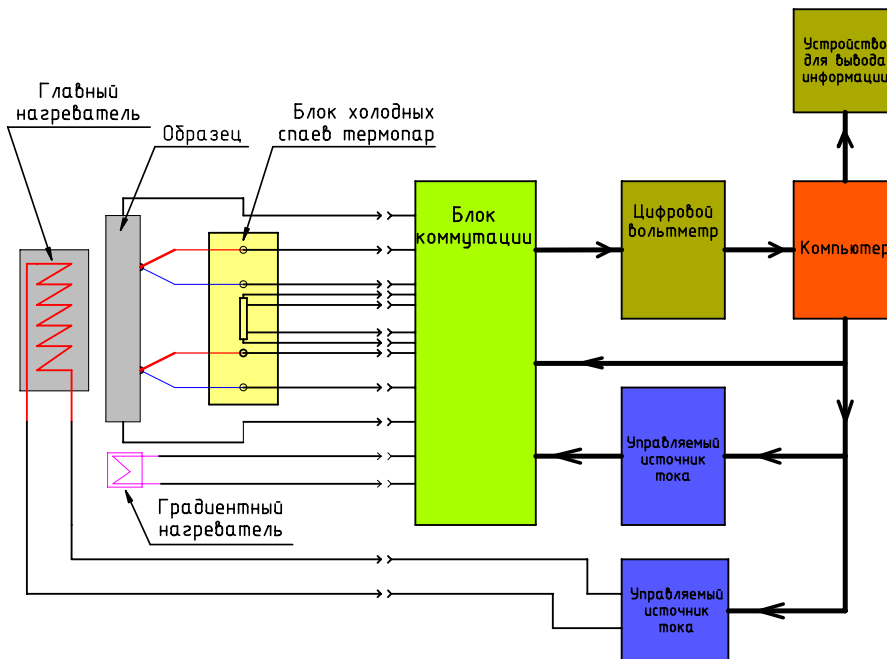 Устройство
для вывода
информации
Главный
нагреватель
Образец
Блок холодных
спаев термопар
Блок
коммутации
Цифровой
вольтметр
Компьютер
Управляемый
источник
тока
Градиентный
нагреватель
Управляемый
источник
тока